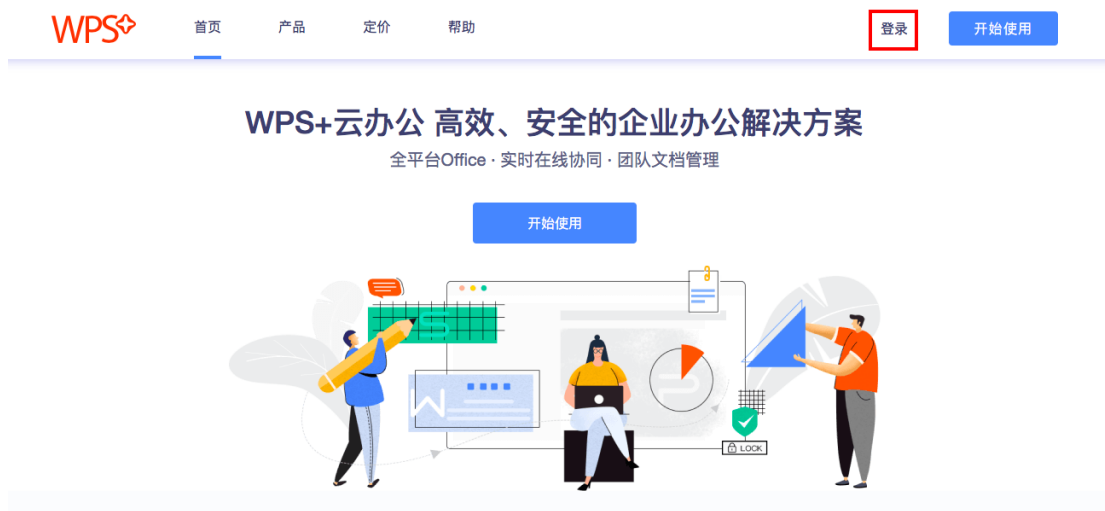 WPS+
首页 产品 定价 帮助 登录 开始使用
WPS+云办公 高效、安全的企业办公解决方案
全平台Office · 实时在线协同 · 团队文档管理
开始使用
S
W
P
LOCK